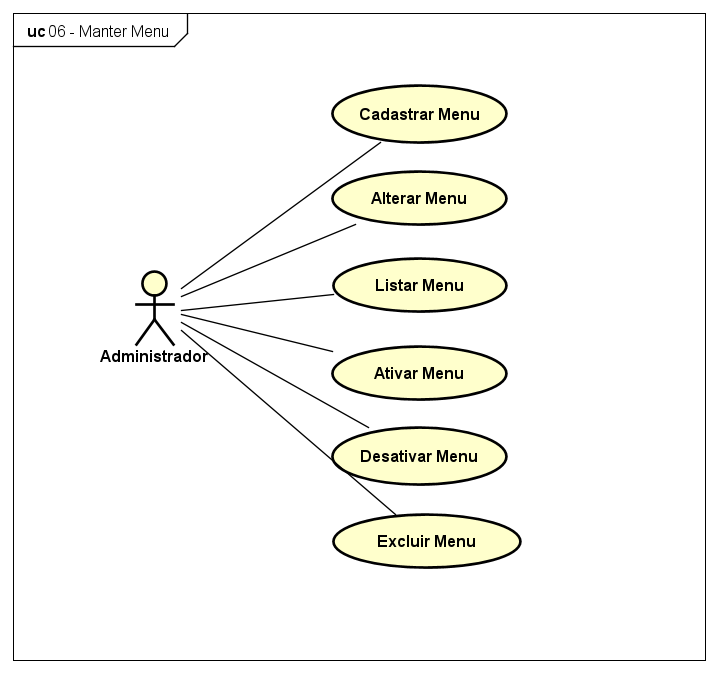 uc 06 - Manter Menu
Cadastrar Menu
Alterar Menu
Listar Menu
Ativar Menu
Administrador
Desativar Menu
Excluir Menu